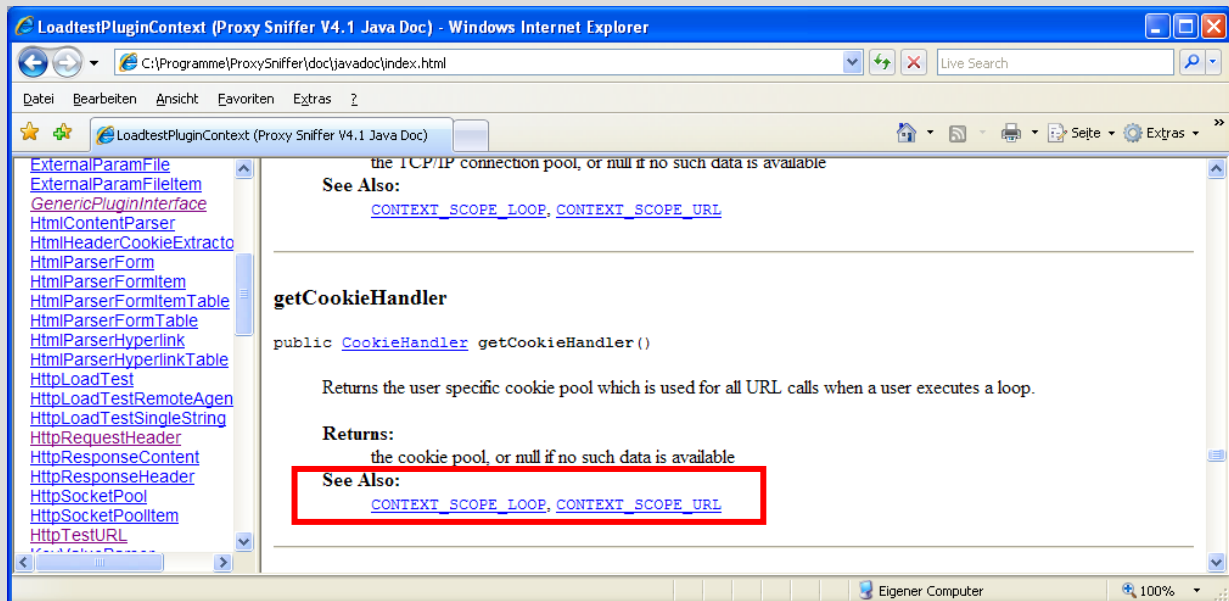 LoadtestPluginContext (Proxy Sniffer V4.1 Java Doc) - Windows Internet Explorer
C:\Programme\ProxySniffer\doc\javadoc\index.html
Live Search
Datei Bearbeiten Ansicht Favoriten Extras ?
LoadtestPluginContext (Proxy Sniffer V4.1 Java Doc)
Seite Extras »
ExternalParamFile
ExternalParamFileItem
GenericPluginInterface
HtmlContentParser
HtmlHeaderCookieExtracto
HtmlParserForm
HtmlParserFormItem
HtmlParserFormItemTable
HtmlParserFormTable
HtmlParserHyperlink
HtmlParserHyperlinkTable
HttpLoadTest
HttpLoadTestRemoteAgen
HttpLoadTestSingleString
HttpRequestHeader
HttpResponseContent
HttpResponseHeader
HttpSocketPool
HttpSocketPoolItem
HttpTestURL
the TCP/IP connection pool, or null if no such data is available
See Also:
CONTEXT_SCOPE_LOOP, CONTEXT_SCOPE_URL
getCookieHandler
public CookieHandler getCookieHandler()
Returns the user specific cookie pool which is used for all URL calls when a user executes a loop.
Returns:
the cookie pool, or null if no such data is available
See Also:
CONTEXT_SCOPE_LOOP, CONTEXT_SCOPE_URL
Eigener Computer
100%